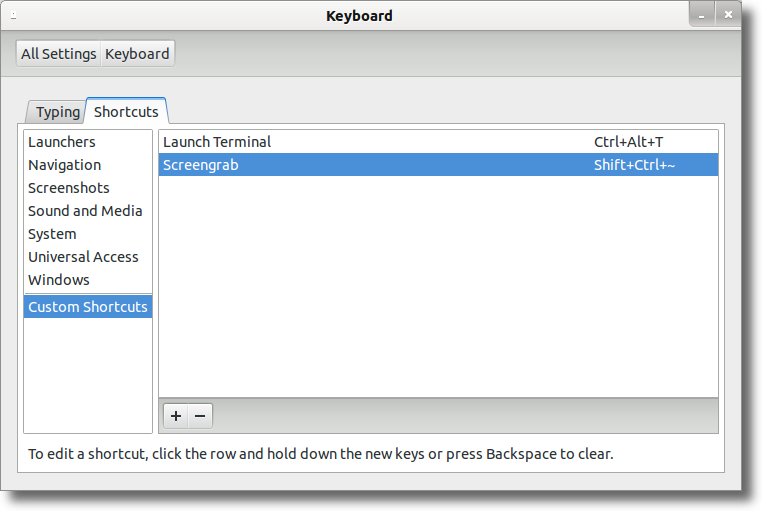 Keyboard
All Settings Keyboard
Typing Shortcuts
Launchers
Navigation
Screenshots
Sound and Media
System
Universal Access
Windows
Custom Shortcuts
Launch Terminal Ctrl+Alt+T
Screengrab Shift+Ctrl+~
+ −
To edit a shortcut, click the row and hold down the new keys or press Backspace to clear.